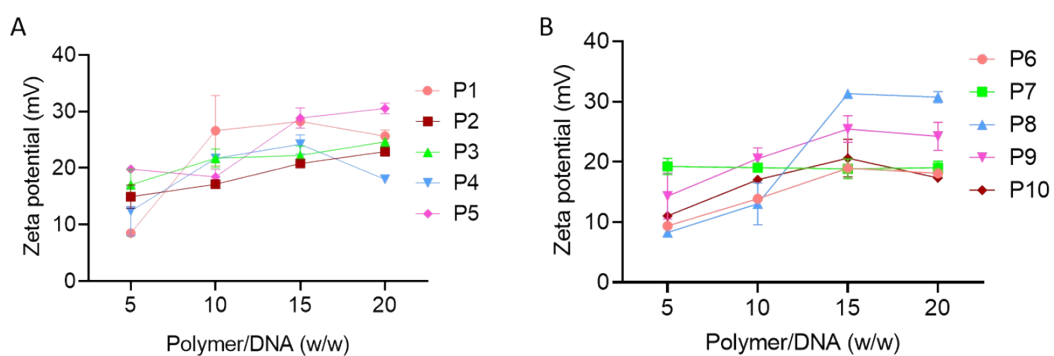 A
Zeta potential (mV)
40
30
20
10
0
5 10 15 20
Polymer/DNA (w/w)
P1
P2
P3
P4
P5
B
Zeta potential (mV)
40
30
20
10
0
5 10 15 20
Polymer/DNA (w/w)
P6
P7
P8
P9
P10